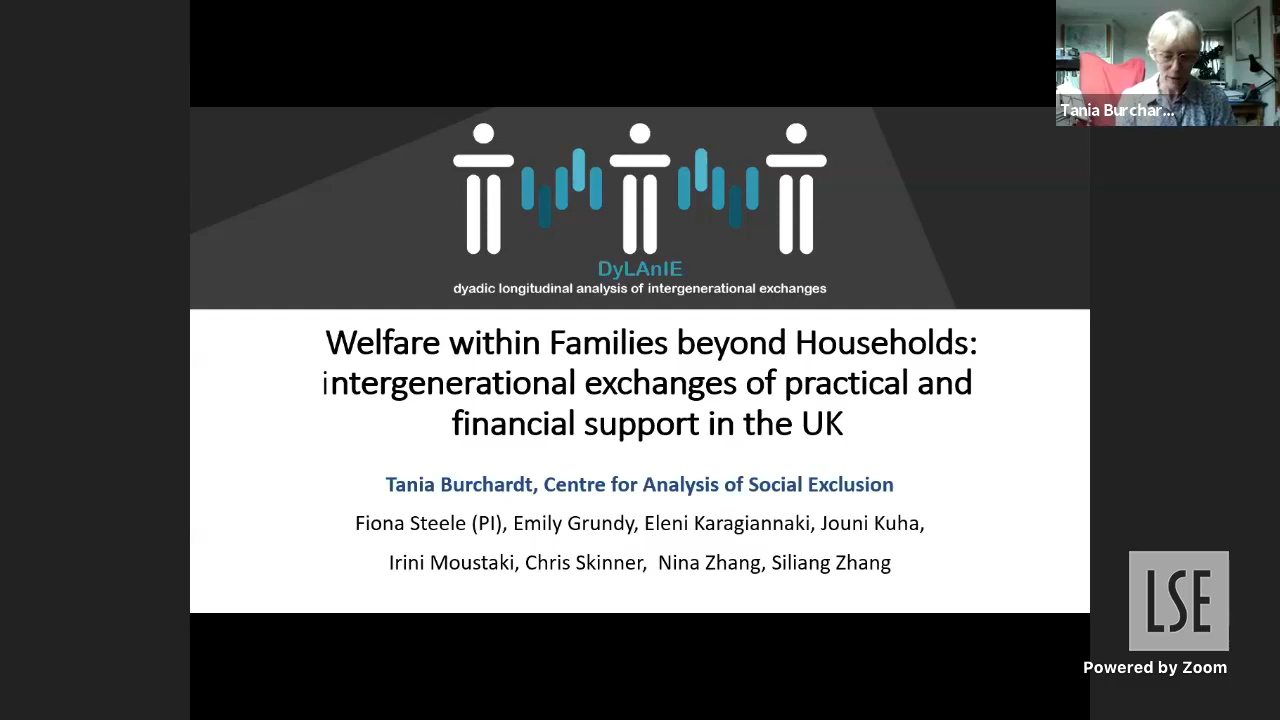 Tania Burchar...
DyLAnIE
dyadic longitudinal analysis of intergenerational exchanges
Welfare within Families beyond Households:
intergenerational exchanges of practical and
financial support in the UK
Tania Burchardt, Centre for Analysis of Social Exclusion
Fiona Steele (PI), Emily Grundy, Eleni Karagiannaki, Jouni Kuha,
Irini Moustaki, Chris Skinner, Nina Zhang, Siliang Zhang
LSE
Powered by Zoom